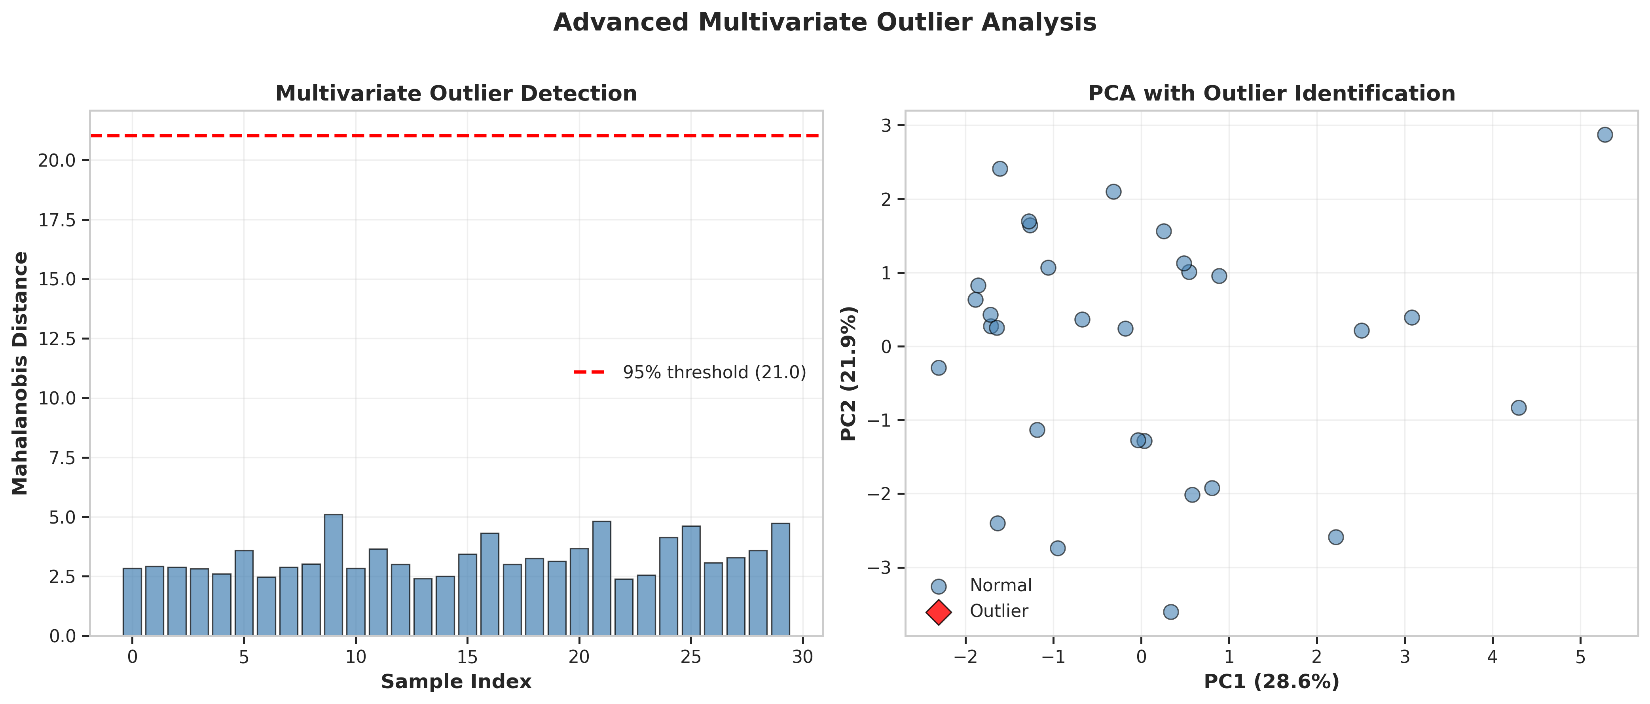 Advanced Multivariate Outlier Analysis
Multivariate Outlier Detection
Mahalanobis Distance
20.0
17.5
15.0
12.5
10.0
7.5
5.0
2.5
0.0
95% threshold (21.0)
0 5 10 15 20 25 30
Sample Index
PCA with Outlier Identification
PC2 (21.9%)
3
2
1
0
−1
−2
−3
Normal
Outlier
−2 −1 0 1 2 3 4 5
PC1 (28.6%)